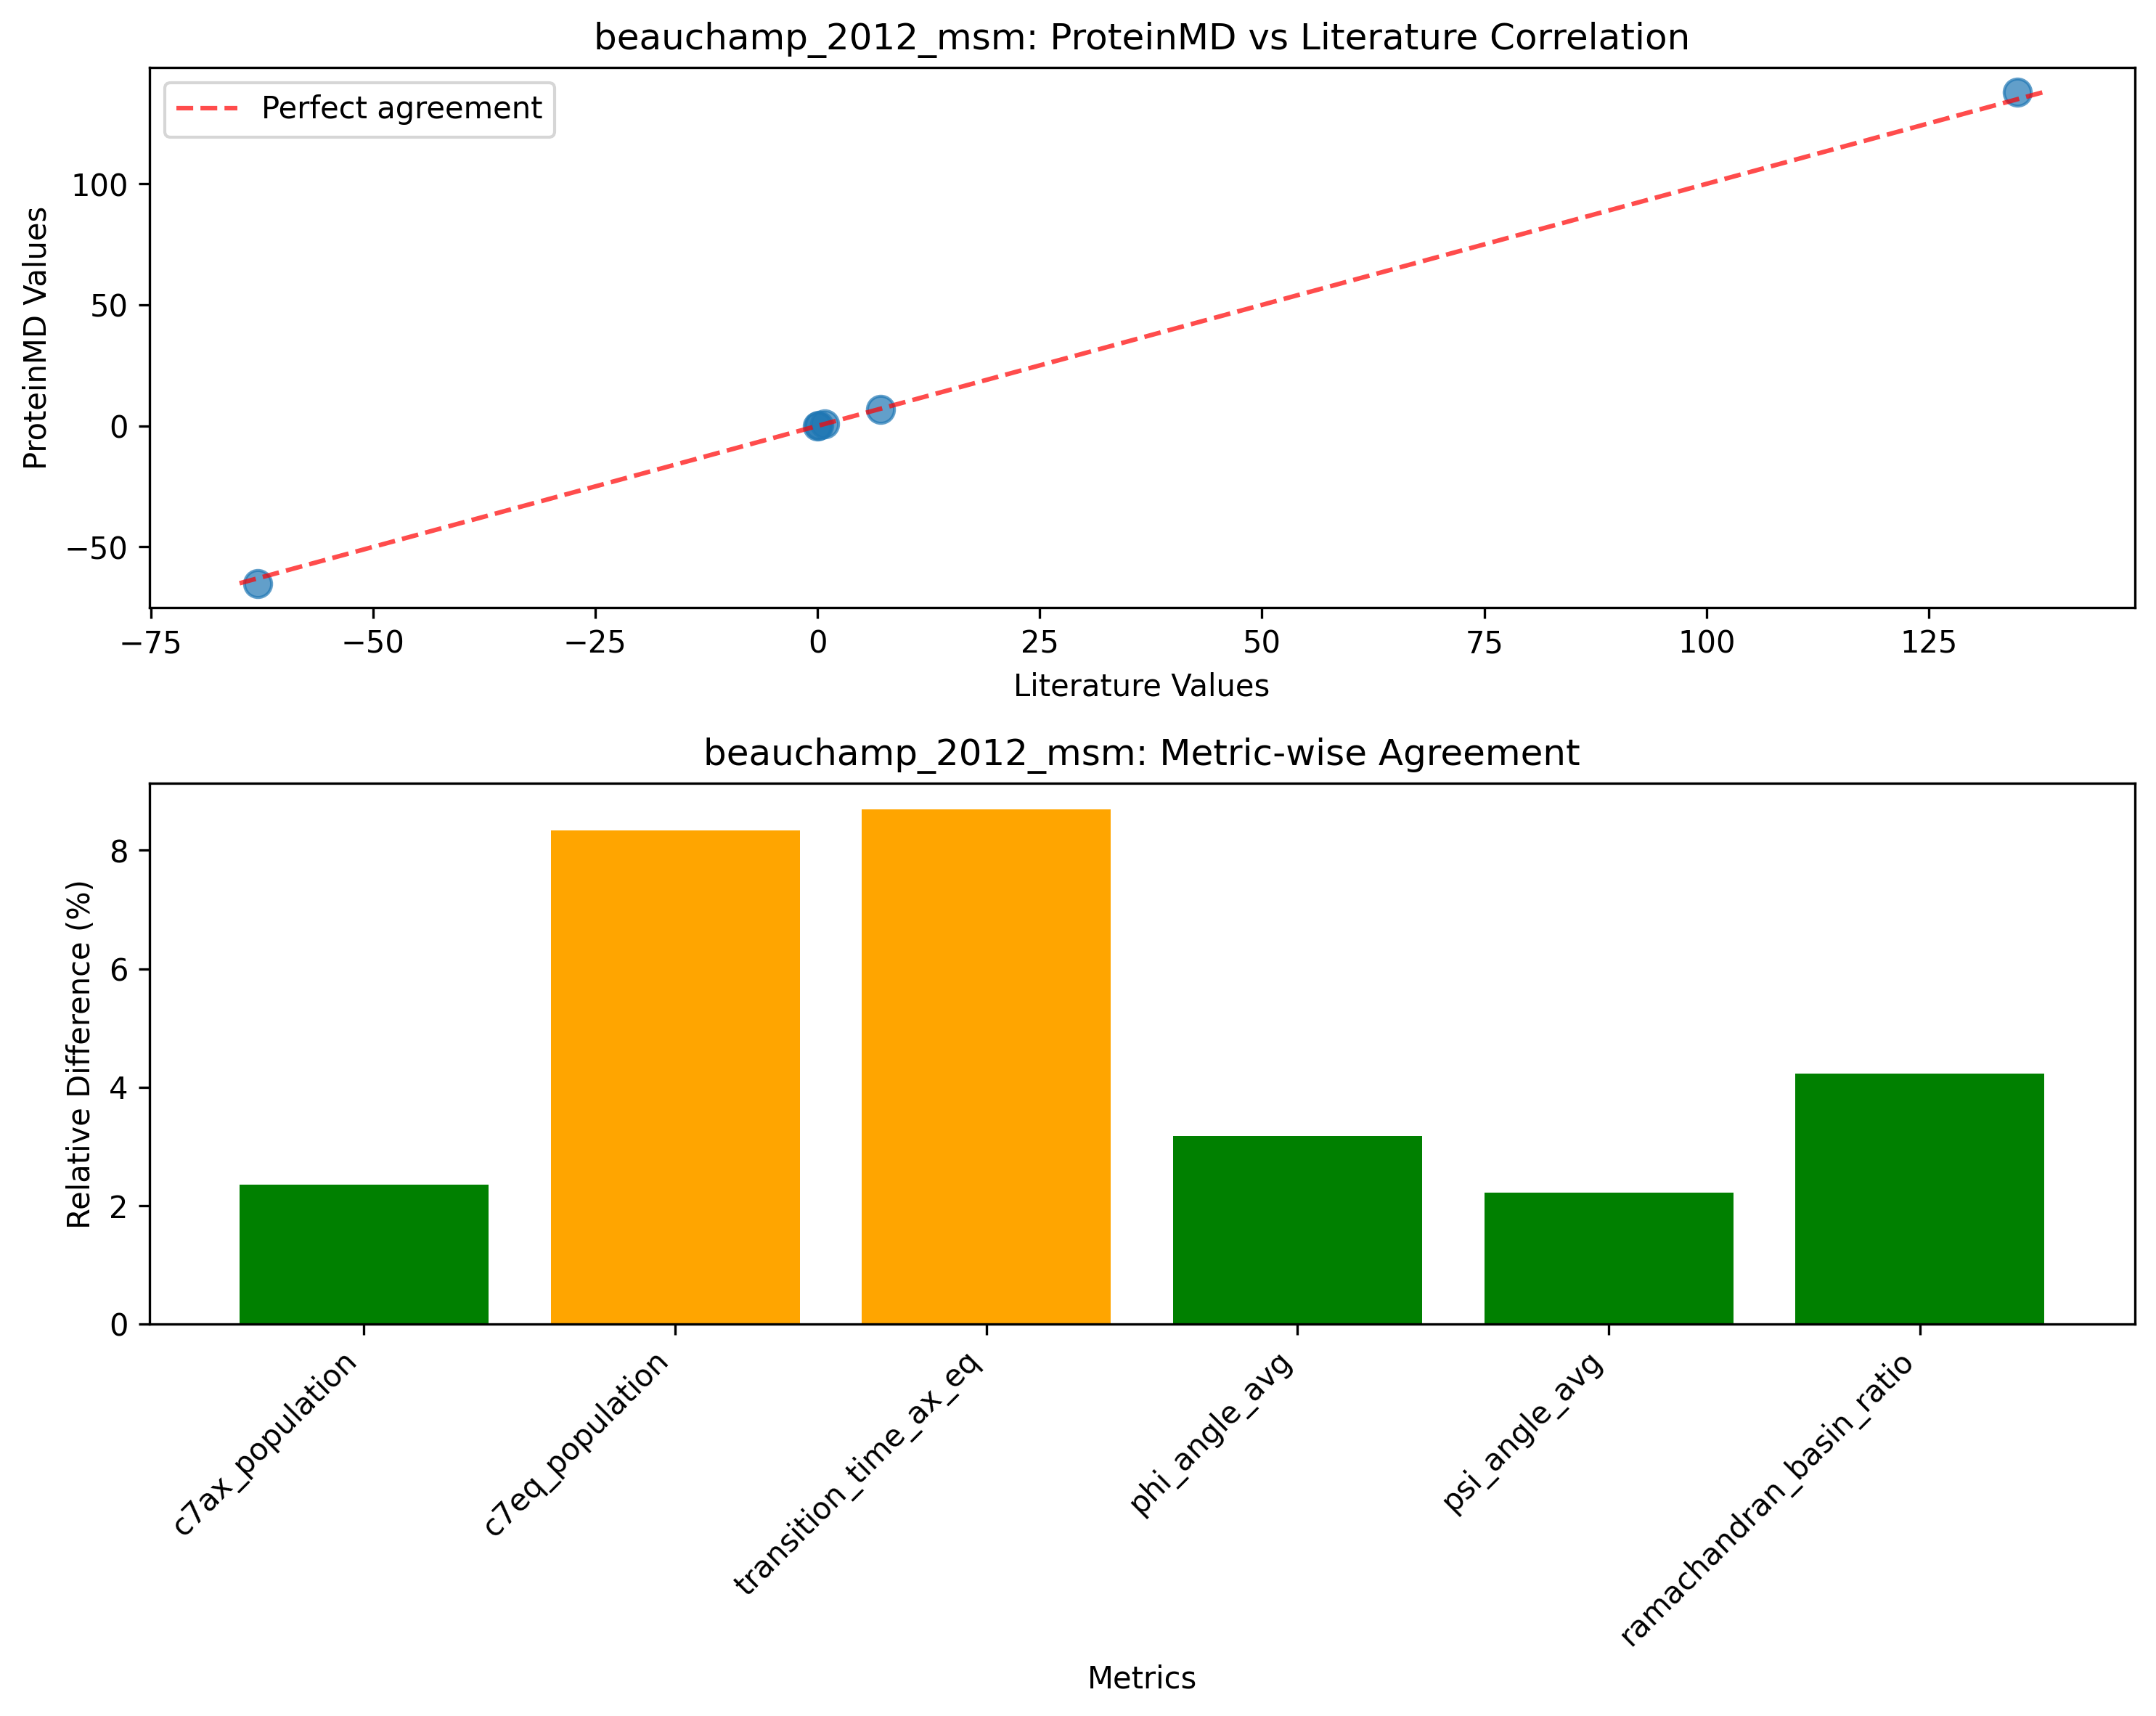 beauchamp_2012_msm: ProteinMD vs Literature Correlation
Perfect agreement
ProteinMD Values
100
50
0
−50
−75
−50
−25
0
25
50
75
100
125
Literature Values
beauchamp_2012_msm: Metric-wise Agreement
Relative Difference (%)
8
6
4
2
0
c7ax_population
c7eq_population
transition_time_ax_eq
phi_angle_avg
psi_angle_avg
ramachandran_basin_ratio
Metrics